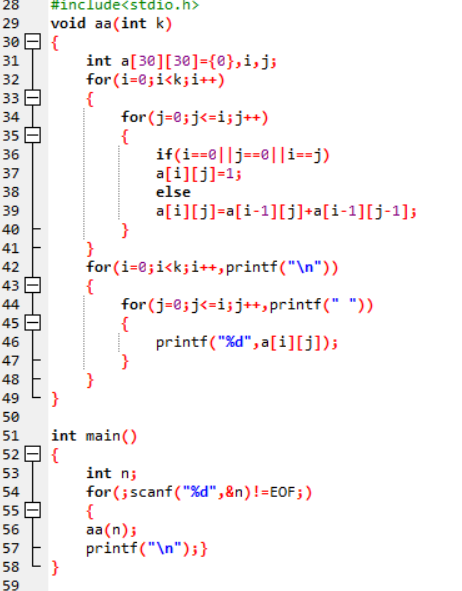 28 #include<stdio.h>
29 void aa(int k)
30 {
31 int a[30][30]={0},i,j;
32 for(i=0;i<k;i++)
33 {
34 for(j=0;j<=i;j++)
35 {
36 if(i==0||j==0||i==j)
37 a[i][j]=1;
38 else
39 a[i][j]=a[i-1][j]+a[i-1][j-1];
40 }
41 }
42 for(i=0;i<k;i++,printf("\n"))
43 {
44 for(j=0;j<=i;j++,printf(" "))
45 {
46 printf("%d",a[i][j]);
47 }
48 }
49 }
50
51 int main()
52 {
53 int n;
54 for(;scanf("%d",&n)!=EOF;)
55 {
56 aa(n);
57 printf("\n");}
58 }
59